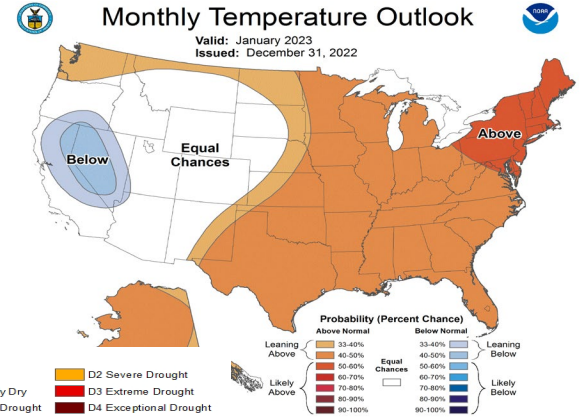 Monthly Temperature Outlook
NOAA
Valid: January 2023
Issued: December 31, 2022
Above
Below
Equal
Chances
Probability (Percent Chance)
Above Normal
Below Normal
Leaning
Above
33-40%
40-50%
Likely
Above
50-60%
60-70%
70-80%
80-90%
90-100%
Equal
Chances
33-40%
40-50%
Leaning
Below
50-60%
60-70%
70-80%
80-90%
90-100%
Likely
Below
D2 Severe Drought
y Dry
D3 Extreme Drought
Drought
D4 Exceptional Drought